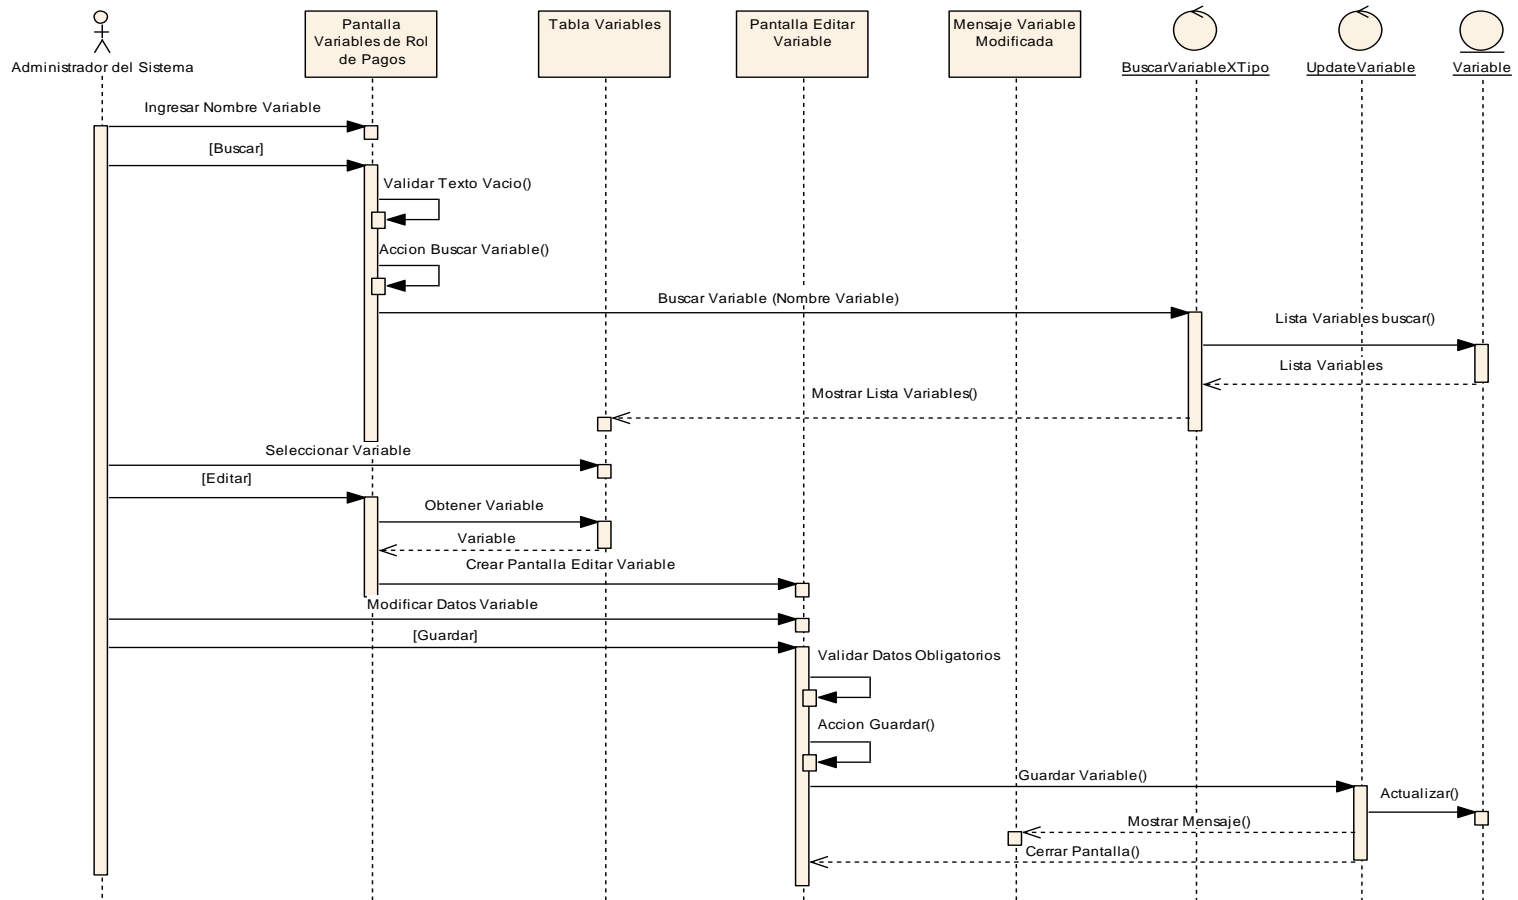 Administrador del Sistema
Pantalla
Variables de Rol
de Pagos
Tabla Variables
Pantalla Editar
Variable
Mensaje Variable
Modificada
BuscarVariableXTipo
UpdateVariable
Variable
Ingresar Nombre Variable
[Buscar]
Validar Texto Vacio()
Accion Buscar Variable()
Buscar Variable (Nombre Variable)
Lista Variables buscar()
Lista Variables
Mostrar Lista Variables()
Seleccionar Variable
[Editar]
Obtener Variable
Variable
Crear Pantalla Editar Variable
Modificar Datos Variable
[Guardar]
Validar Datos Obligatorios
Accion Guardar()
Guardar Variable()
Actualizar()
Mostrar Mensaje()
Cerrar Pantalla()